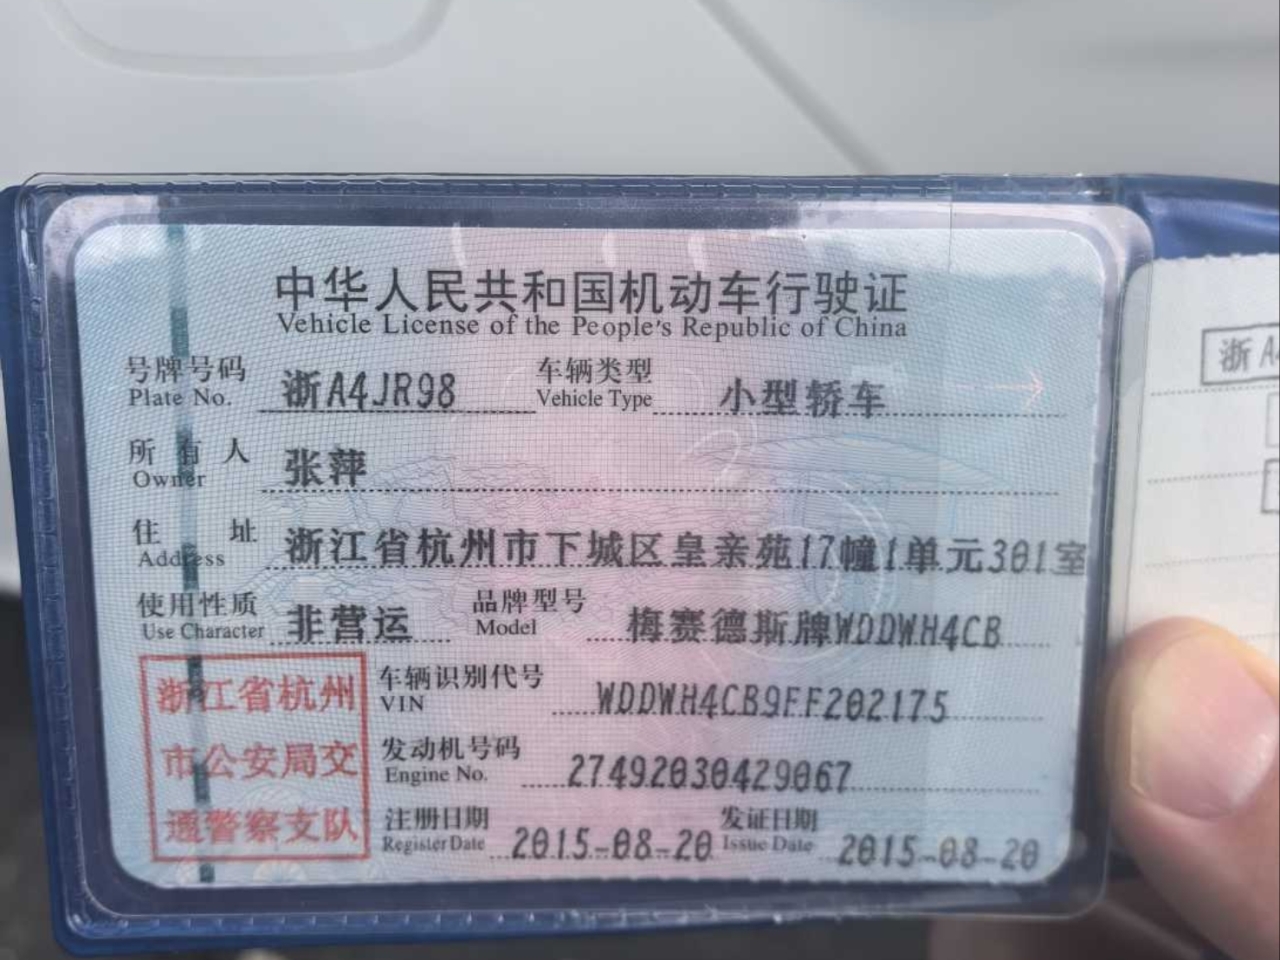 中华人民共和国机动车行驶证
Vehicle License of the People's Republic of China
号牌号码 浙A4JR98 车辆类型 小型轿车
Plate No. Vehicle Type
所有人 张萍
Owner
住址 浙江省杭州市下城区皇亲苑17幢1单元301室
Address
使用性质 非营运 品牌型号 梅赛德斯牌WDDWH4CB
Use Character Model
浙江省杭州
市公安局交
通警察支队
车辆识别代号 WDDWH4CB9FF202175
VIN
发动机号码 27492030429067
Engine No.
注册日期 2015-08-20 发证日期 2015-08-20
Register Date Issue Date
浙A